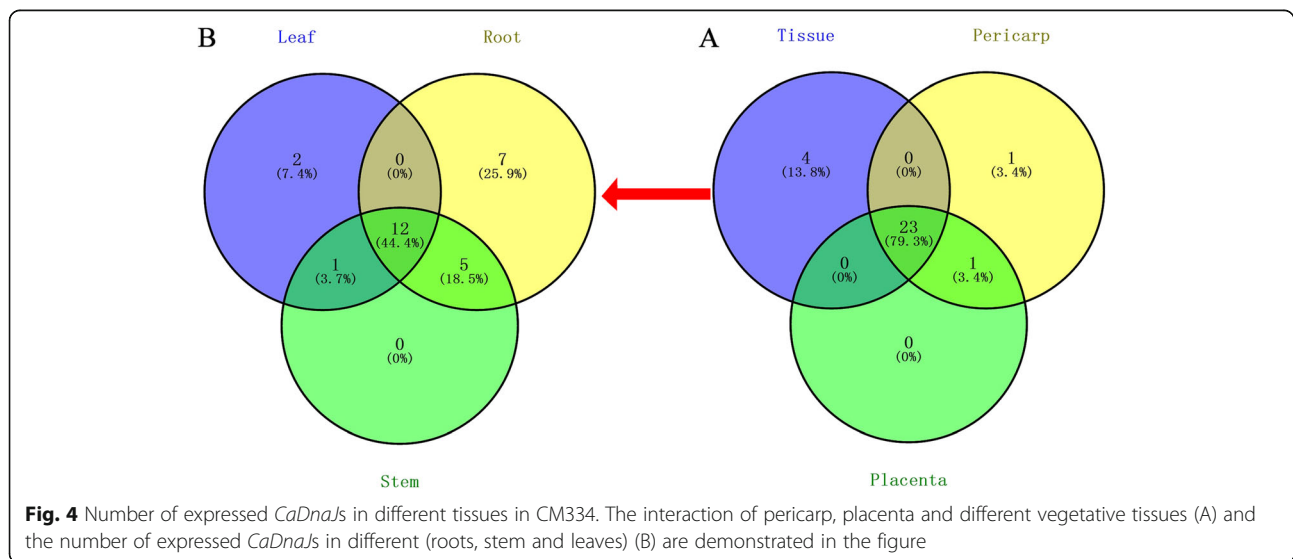 B
Leaf
Root
2
(7.4%)
0
(0%)
7
(25.9%)
12
(44.4%)
1
(3.7%)
5
(18.5%)
0
(0%)
Stem
A
Tissue
Pericarp
4
(13.8%)
0
(0%)
1
(3.4%)
23
(79.3%)
0
(0%)
1
(3.4%)
0
(0%)
Placenta
Fig. 4 Number of expressed CaDnaJs in different tissues in CM334. The interaction of pericarp, placenta and different vegetative tissues (A) and
the number of expressed CaDnaJs in different (roots, stem and leaves) (B) are demonstrated in the figure